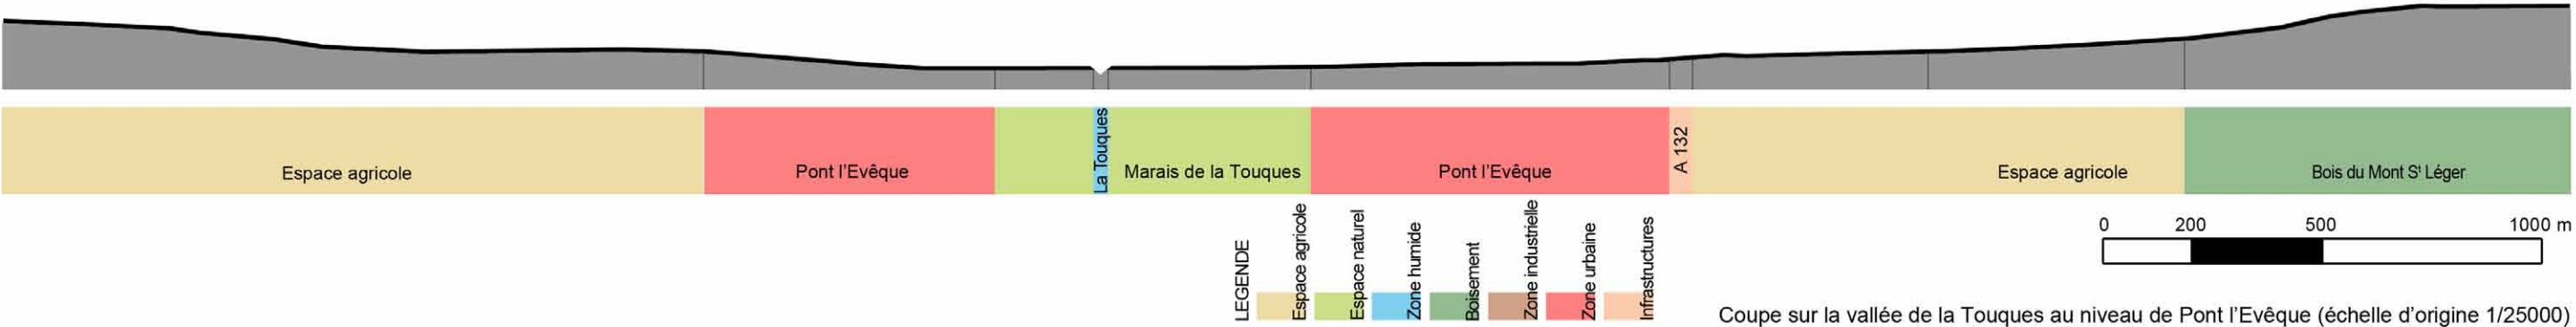 Espace agricole
Pont l'Evêque
La Touques
Marais de la Touques
Pont l'Evêque
A 132
Espace agricole
Bois du Mont Sᵗ Léger
LEGENDE
Espace agricole
Espace naturel
Zone humide
Boisement
Zone industrielle
Zone urbaine
Infrastructures
0 200 500 1000 m
Coupe sur la vallée de la Touques au niveau de Pont l'Evêque (échelle d'origine 1/25000)